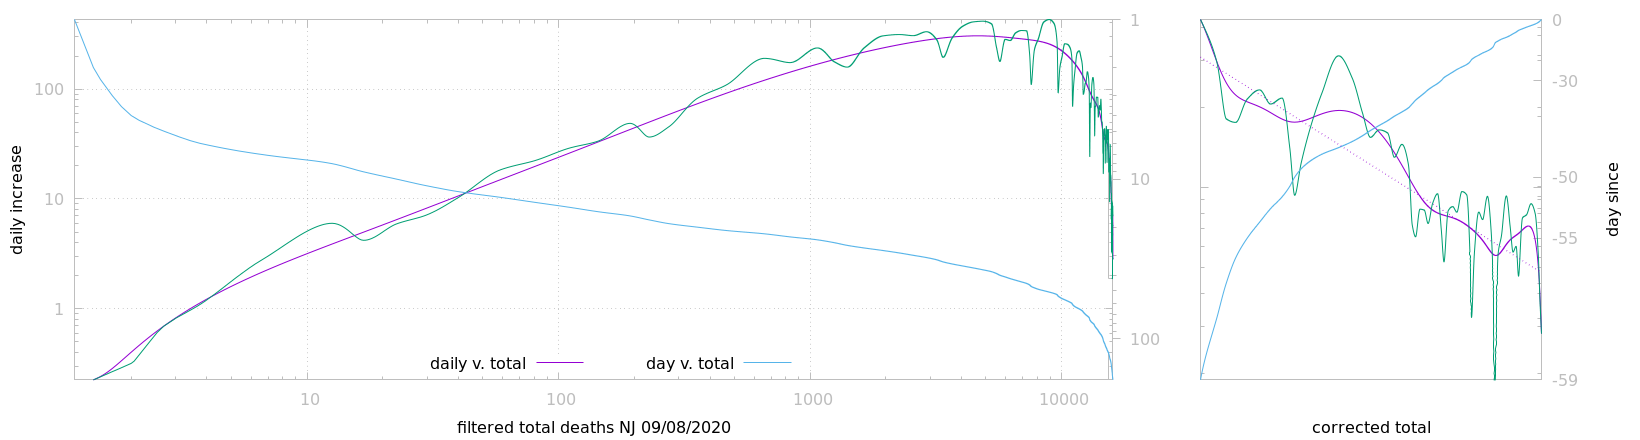 daily increase
100
10
1
10
100
1000
10000
1
10
100
daily v. total
day v. total
filtered total deaths NJ 09/08/2020
0
-30
-50
-55
-59
day since
corrected total